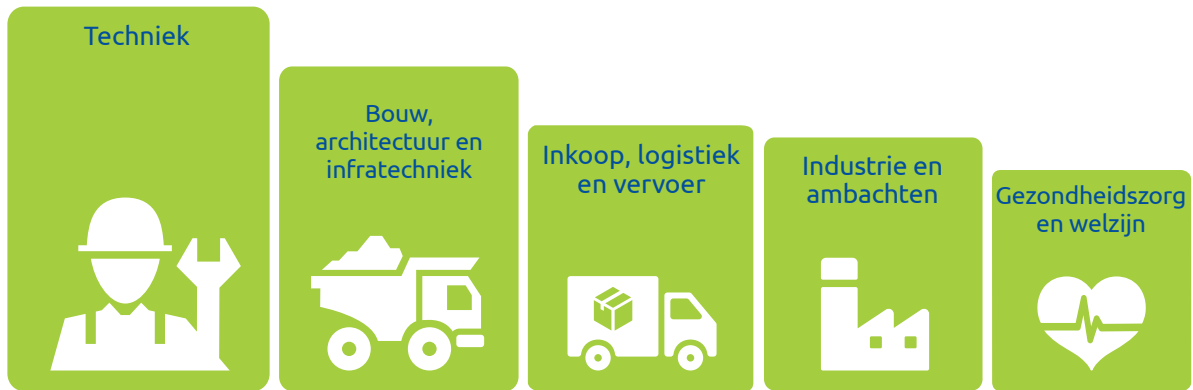 Techniek
Bouw,
architectuur en
infratechniek
Inkoop, logistiek
en vervoer
Industrie en
ambachten
Gezondheidszorg
en welzijn